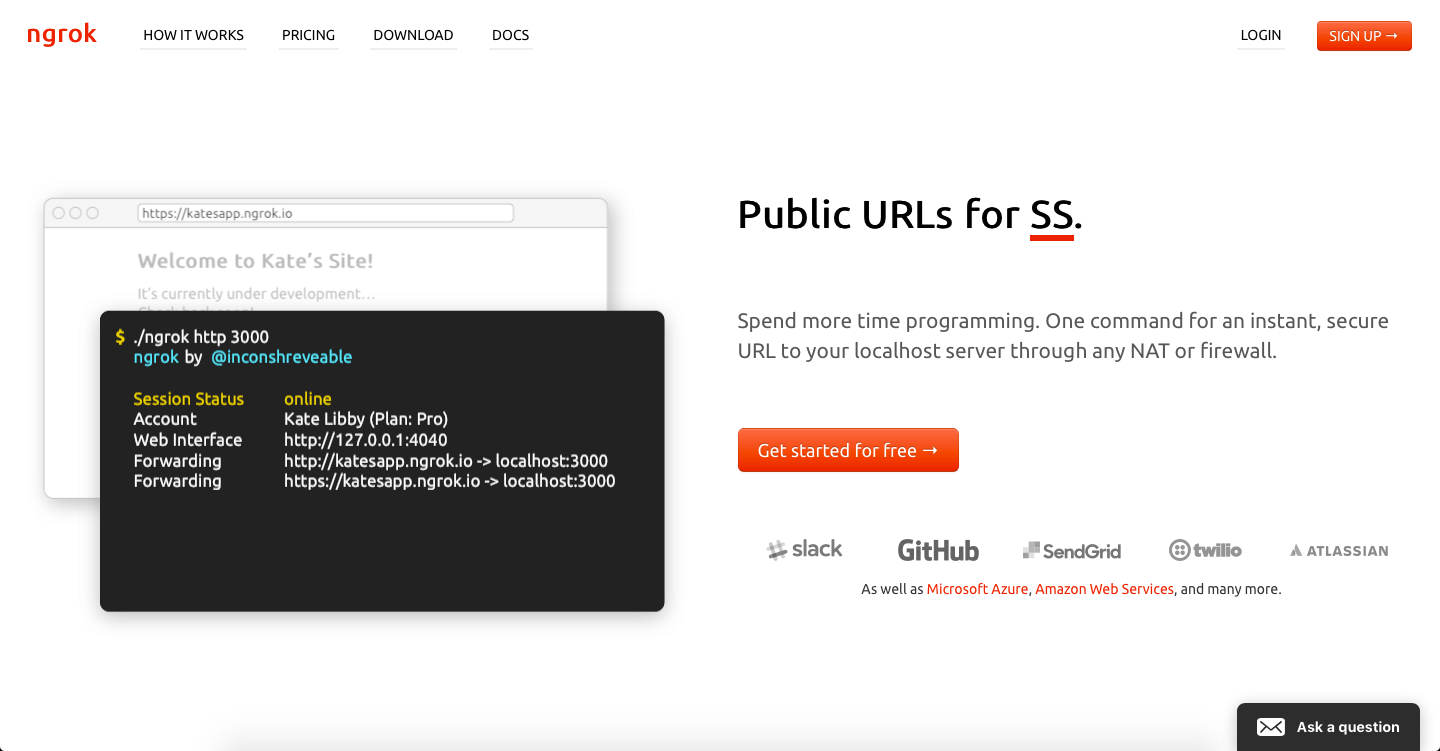 ngrok HOW IT WORKS PRICING DOWNLOAD DOCS LOGIN SIGN UP →
https://katesapp.ngrok.io
Welcome to Kate's Site!
It's currently under development...
$ ./ngrok http 3000
ngrok by @inconshreveable
Session Status online
Account Kate Libby (Plan: Pro)
Web Interface http://127.0.0.1:4040
Forwarding http://katesapp.ngrok.io -> localhost:3000
Forwarding https://katesapp.ngrok.io -> localhost:3000
Public URLs for SS.
Spend more time programming. One command for an instant, secure
URL to your localhost server through any NAT or firewall.
Get started for free →
slack GitHub SendGrid twilio ATLASSIAN
As well as Microsoft Azure, Amazon Web Services, and many more.
Ask a question